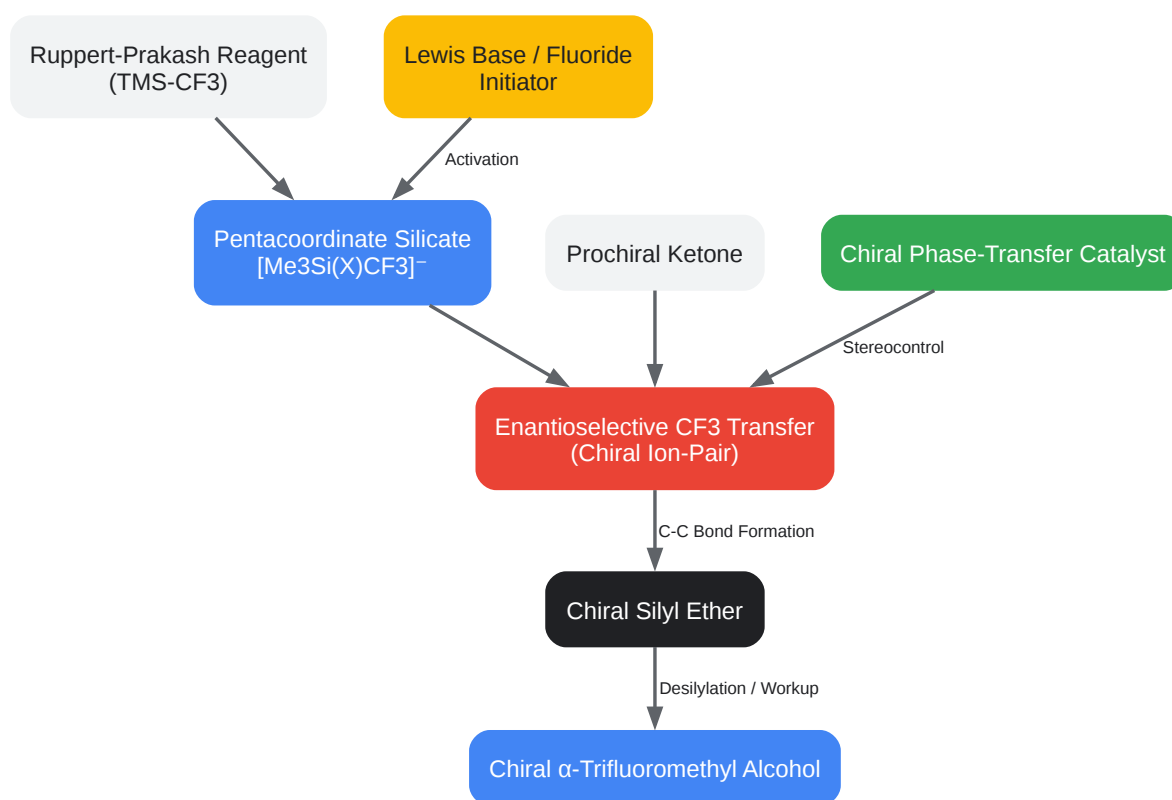 Ruppert-Prakash Reagent
(TMS-CF3)
Lewis Base / Fluoride
Initiator
Activation
Pentacoordinate Silicate
[Me3Si(X)CF3]⁻
Prochiral Ketone
Chiral Phase-Transfer Catalyst
Stereocontrol
Enantioselective CF3 Transfer
(Chiral Ion-Pair)
C-C Bond Formation
Chiral Silyl Ether
Desilylation / Workup
Chiral α-Trifluoromethyl Alcohol